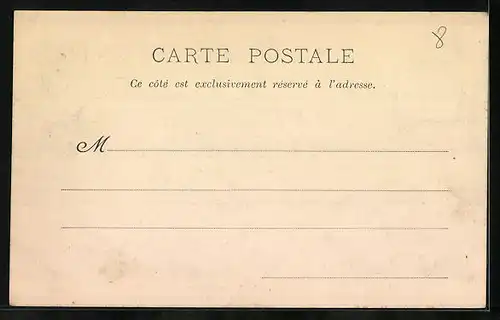 8
CARTE POSTALE
Ce côté est exclusivement réservé à l'adresse.
M